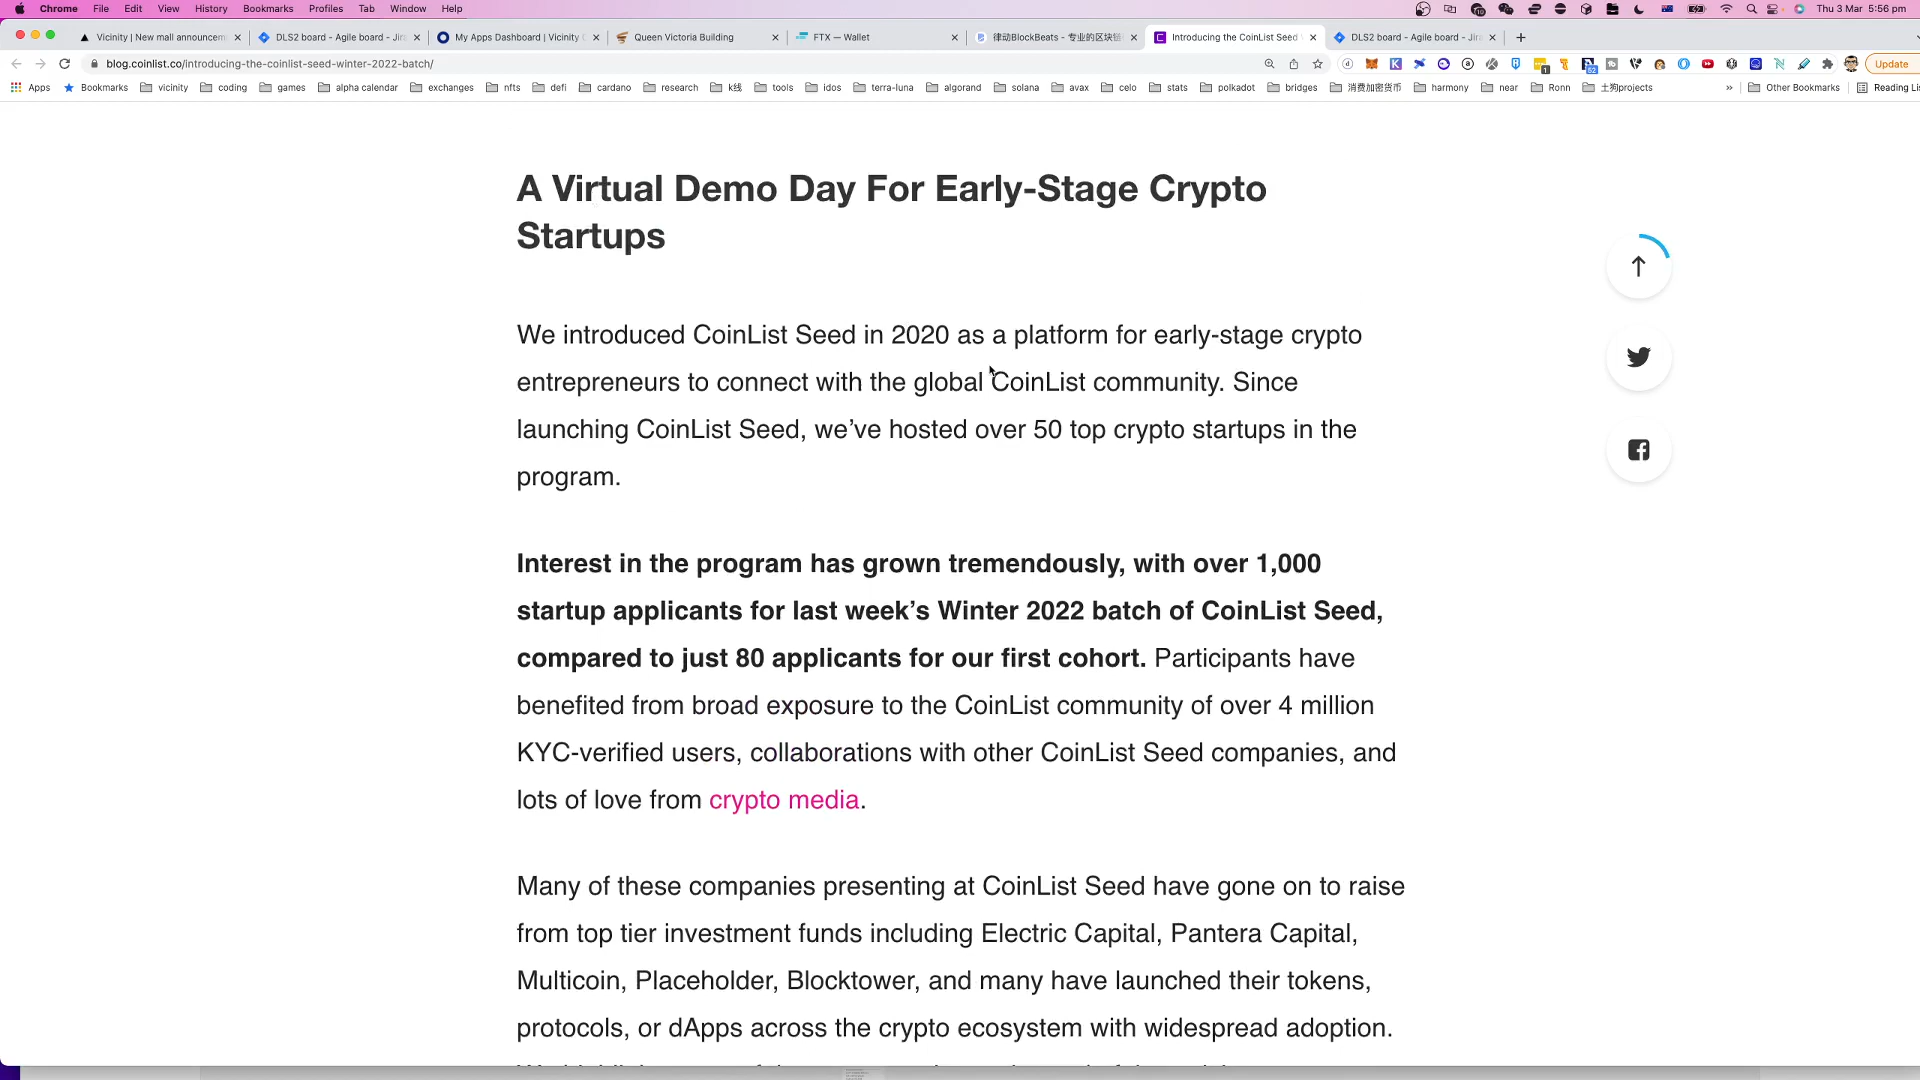 Chrome File Edit View History Bookmarks Profiles Tab Window Help Thu 3 Mar 5:56 pm
Vicinity | New mall announcem DLS2 board - Agile board - Jira My Apps Dashboard | Vicinity Queen Victoria Building FTX — Wallet 律动BlockBeats - 专业的区块链 Introducing the CoinList Seed DLS2 board - Agile board - Jira
blog.coinlist.co/introducing-the-coinlist-seed-winter-2022-batch/ Update
Apps Bookmarks vicinity coding games alpha calendar exchanges nfts defi cardano research k线 tools idos terra-luna algorand solana avax celo stats polkadot bridges 消费加密货币 harmony near Ronn 土狗projects » Other Bookmarks Reading Lis
A Virtual Demo Day For Early-Stage Crypto
Startups
We introduced CoinList Seed in 2020 as a platform for early-stage crypto
entrepreneurs to connect with the global CoinList community. Since
launching CoinList Seed, we’ve hosted over 50 top crypto startups in the
program.
Interest in the program has grown tremendously, with over 1,000
startup applicants for last week’s Winter 2022 batch of CoinList Seed,
compared to just 80 applicants for our first cohort. Participants have
benefited from broad exposure to the CoinList community of over 4 million
KYC-verified users, collaborations with other CoinList Seed companies, and
lots of love from crypto media.
Many of these companies presenting at CoinList Seed have gone on to raise
from top tier investment funds including Electric Capital, Pantera Capital,
Multicoin, Placeholder, Blocktower, and many have launched their tokens,
protocols, or dApps across the crypto ecosystem with widespread adoption.